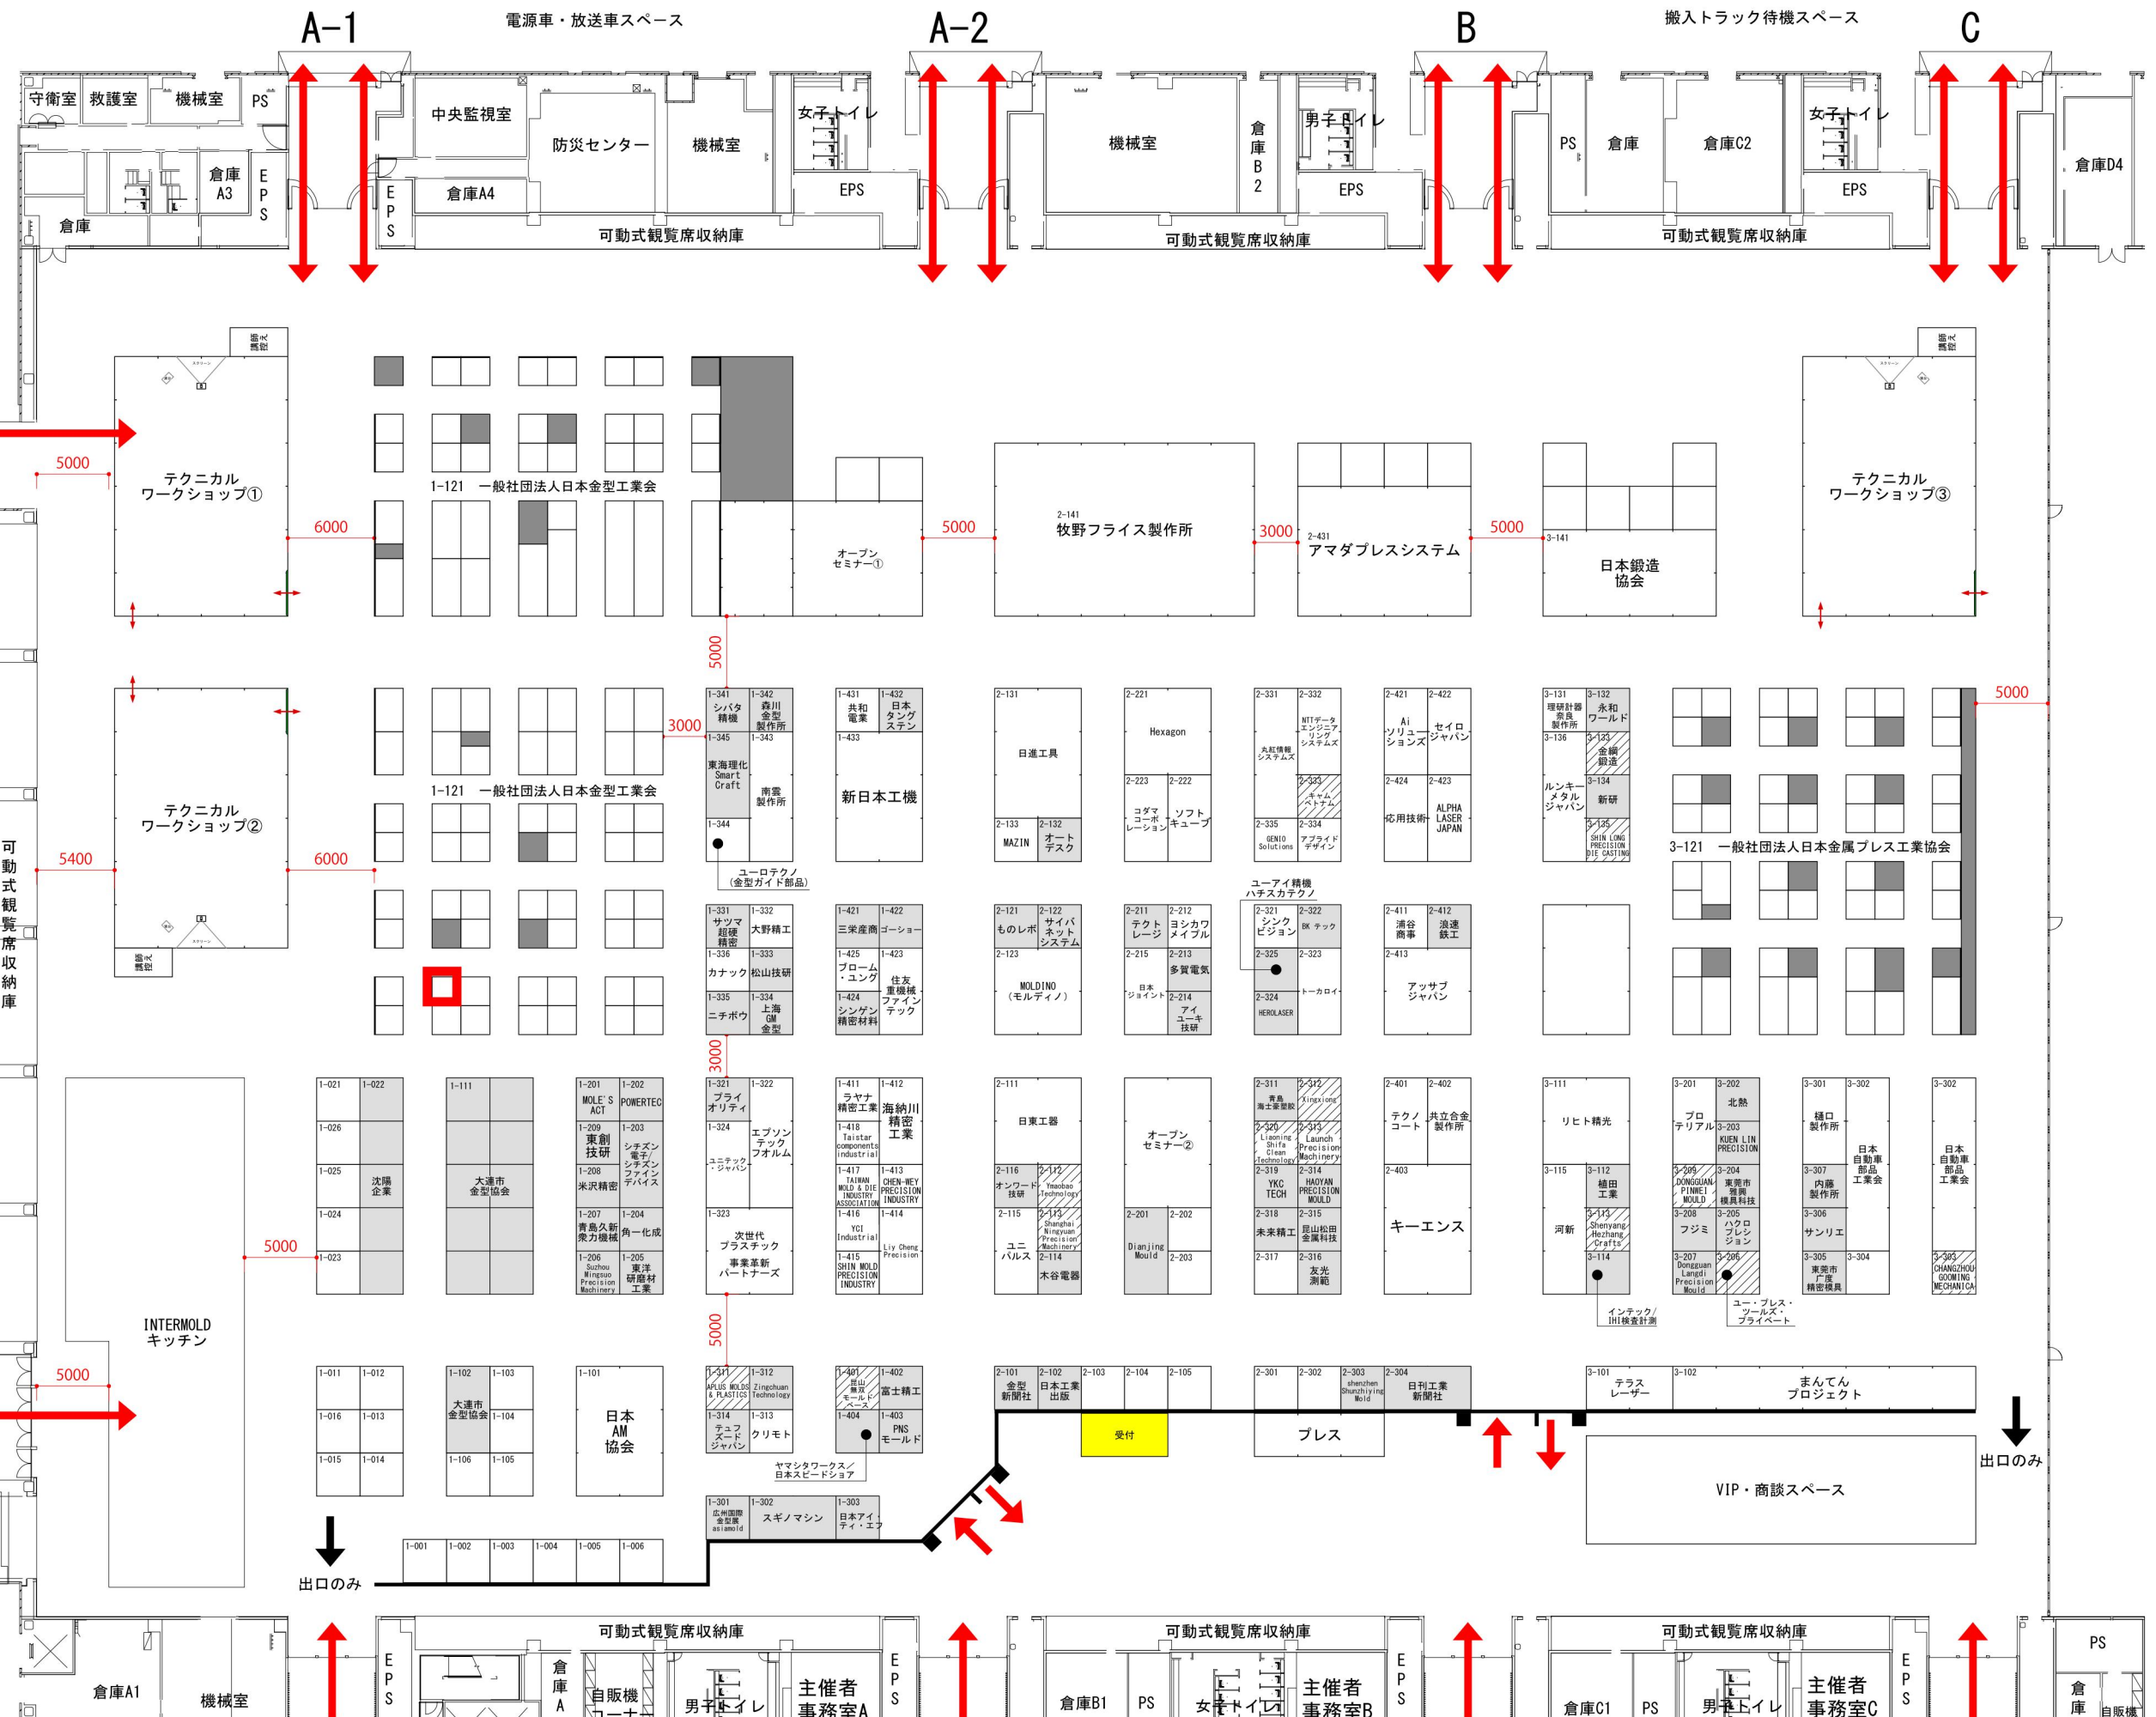 A-1
電源車・放送車スペース
A-2
B
搬入トラック待機スペース
C
守衛室
救護室
機械室
PS
倉庫
A3
EPS
倉庫
EPS
中央監視室
倉庫A4
防災センター
機械室
女子トイレ
EPS
可動式観覧席収納庫
機械室
倉庫B2
男子トイレ
EPS
可動式観覧席収納庫
PS
倉庫
倉庫C2
女子トイレ
EPS
可動式観覧席収納庫
倉庫D4
講師
控え
スクリーン
テクニカル
ワークショップ①
5000
6000
1-121 一般社団法人日本金型工業会
オープン
セミナー①
5000
2-141
牧野フライス製作所
3000
2-431
アマダプレスシステム
5000
3-141
日本鍛造
協会
講師
控え
スクリーン
テクニカル
ワークショップ③
5000
5000
テクニカル
ワークショップ②
スクリーン
講師
控え
可動式観覧席収納庫
5400
6000
1-121 一般社団法人日本金型工業会
3000
1-341
シバタ
精機
1-342
森川
金型
製作所
1-345
東海理化
Smart
Craft
1-343
南雲
製作所
1-344
ユーロテクノ
(金型ガイド部品)
1-431
共和
電業
1-432
日本
タング
ステン
1-433
新日本工機
2-131
日進工具
2-133
MAZIN
2-132
オート
デスク
2-221
Hexagon
2-223
コダマ
コーポ
レーション
2-222
ソフト
キューブ
2-331
丸紅情報
システムズ
2-332
NTTデータ
エンジニア
リング
システムズ
2-333
キャム
ベトナム
2-335
GENIO
Solutions
2-334
アプライド
デザイン
2-421
Ai
ソリュー
ションズ
2-422
セイロ
ジャパン
2-424
応用技術
2-423
ALPHA
LASER
JAPAN
3-131
理研計器
奈良
製作所
3-132
永和
ワールド
3-136
ルンキー
メタル
ジャパン
3-133
金綱
鍛造
3-134
新研
3-135
SHIN LONG
PRECISION
DIE CASTING
3-121 一般社団法人日本金属プレス工業協会
1-331
サツマ
超硬
精密
1-332
大野精工
1-336
カナック
1-333
松山技研
1-335
ニチボウ
1-334
上海
GM
金型
1-421
三栄産商
1-422
ゴーショー
1-425
ブローム
・ユング
1-423
住友
重機械
ファイン
テック
1-424
シンゲン
精密材料
2-121
ものレボ
2-122
サイバ
ネット
システム
2-123
MOLDINO
(モルディノ)
2-211
テクト
レージ
2-212
ヨシカワ
メイプル
2-215
日本
ジョイント
2-213
多賀電気
2-214
アイ
ユーキ
技研
ユーアイ精機
ハチスカテクノ
2-321
シンク
ビジョン
2-322
BK テック
2-325
2-323
トーカロイ
2-324
HEROLASER
2-411
浦谷
商事
2-412
浪速
鉄工
2-413
アッサブ
ジャパン
3000
1-021
1-022
1-026
1-025
沈陽
企業
1-024
1-023
1-111
大連市
金型協会
1-201
MOLE'S
ACT
1-202
POWERTEC
1-209
東創
技研
1-203
シチズン
電子/
シチズン
ファイン
デバイス
1-208
米沢精密
1-207
青島久新
衆力機械
1-204
角一化成
1-206
Suzhou
Mingsuo
Precision
Machinery
1-205
東洋
研磨材
工業
1-321
プライ
オリティ
1-322
エプソン
テック
フオルム
1-324
ユニテック
・ジャパン
1-323
次世代
プラスチック
事業革新
パートナーズ
1-411
ラヤナ
精密工業
1-412
海納川
精密
工業
1-418
Taistar
components
industrial
1-417
TAIWAN
MOLD & DIE
INDUSTRY
ASSOCIATION
1-413
CHEN-WEY
PRECISION
INDUSTRY
1-416
YCI
Industrial
1-414
Liy Cheng
Precision
1-415
SHIN MOLD
PRECISION
INDUSTRY
2-111
日東工器
2-116
オンワード
技研
2-112
Ymaobao
Technology
2-115
ユニ
パルス
2-113
Shanghai
Ningyuan
Precision
Machinery
2-114
木谷電器
オープン
セミナー②
2-201
Dianjing
Mould
2-202
2-203
2-311
青島
海士豪塑胶
2-312
Xingxiong
2-320
Liaoning
Shifa
Clean
Technology
2-313
Launch
Precision
Machinery
2-319
YKC
TECH
2-314
HAOYAN
PRECISION
MOULD
2-318
未来精工
2-315
昆山松田
金属科技
2-317
2-316
友光
測範
2-401
テクノ
コート
2-402
共立合金
製作所
2-403
キーエンス
3-111
リヒト精光
3-115
河新
3-112
植田
工業
3-113
Shenyang
Hezhang
Crafts
3-114
インテック/
IHI検査計測
3-201
プロ
テリアル
3-202
北熱
3-203
KUEN LIN
PRECISION
3-209
DONGGUAN
PINWEI
MOULD
3-204
東莞市
雅興
模具科技
3-208
フジミ
3-205
ハクロ
プレシ
ジョン
3-207
Dongguan
Langdi
Precision
Mould
3-206
ユー・プレス・
ツールズ・
プライベート
3-301
樋口
製作所
3-302
日本
自動車
部品
工業会
3-307
内藤
製作所
3-306
サンリエ
3-305
東莞市
广度
精密模具
3-304
3-302
日本
自動車
部品
工業会
3-303
CHANGZHOU
GOOMING
MECHANICA
5000
INTERMOLD
キッチン
5000
5000
1-011
1-012
1-016
1-013
1-015
1-014
1-102
大連市
金型協会
1-103
1-104
1-106
1-105
1-101
日本
AM
協会
1-311
APLUS MOLDS
& PLASTICS
1-312
Zingchuan
Technology
1-314
テュフ
ズード
ジャパン
1-313
クリモト
1-401
昆山
無双
モールド
ベース
1-402
富士精工
1-404
1-403
PNS
モールド
ヤマシタワークス／
日本スピードショア
2-101
金型
新聞社
2-102
日本工業
出版
2-103
2-104
2-105
受付
2-301
2-302
2-303
shenzhen
Shunzhiying
Mold
2-304
日刊工業
新聞社
プレス
3-101
テラス
レーザー
3-102
まんてん
プロジェクト
出口のみ
VIP・商談スペース
1-301
広州国際
金型展
asiamold
1-302
スギノマシン
1-303
日本アイ・
ティ・エフ
1-001
1-002
1-003
1-004
1-005
1-006
出口のみ
倉庫A1
機械室
EPS
可動式観覧席収納庫
倉庫A
自販機
コーナー
男子トイレ
主催者
事務室A
EPS
可動式観覧席収納庫
倉庫B1
PS
女子トイレ
主催者
事務室B
EPS
可動式観覧席収納庫
倉庫C1
PS
男子トイレ
主催者
事務室C
EPS
PS
倉庫
自販機